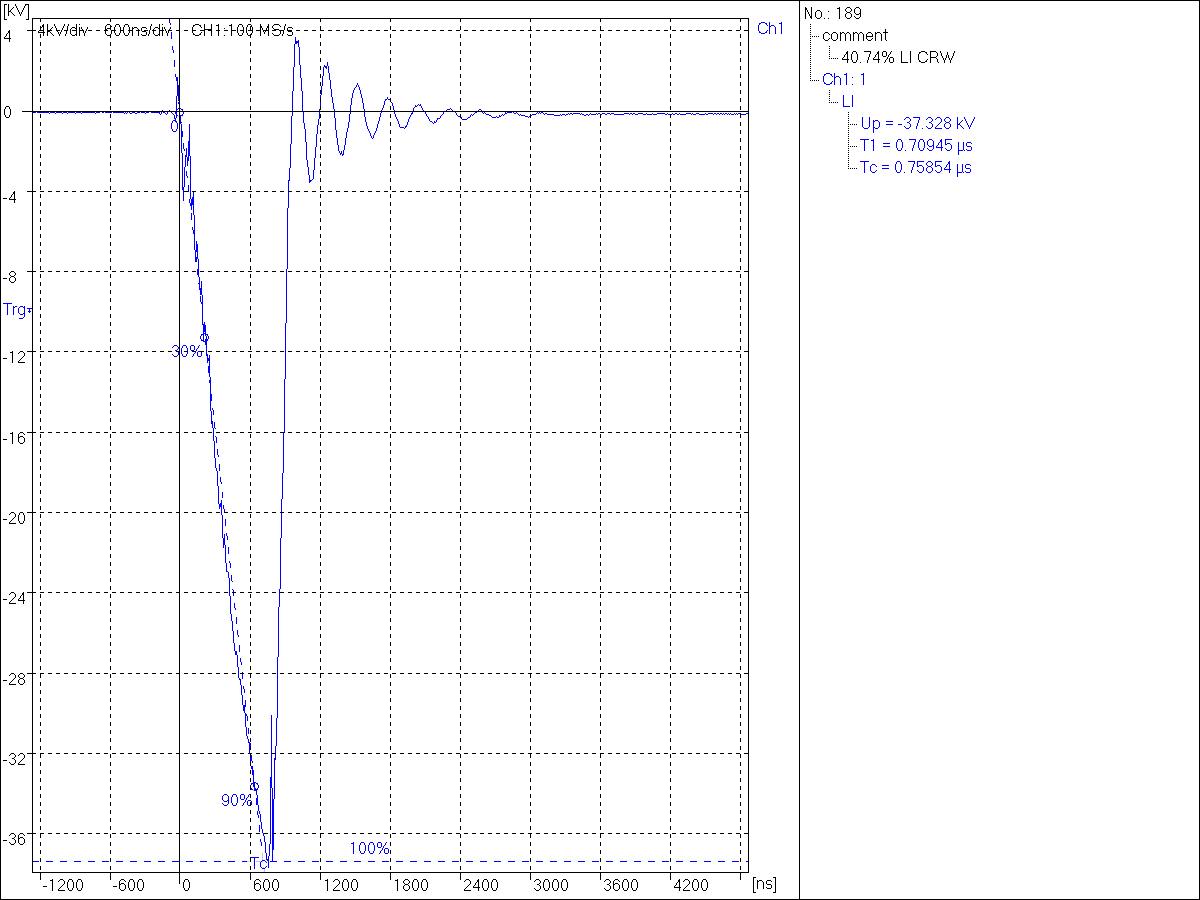 [kV]
4kV/div 600ns/div CH1:100 MS/s
Ch1
4
0
0
-4
-8
Trg
30%
-12
-16
-20
-24
-28
-32
90%
-36
100%
Tc
-1200 -600 0 600 1200 1800 2400 3000 3600 4200 [ns]
No.: 189
comment
40.74% LI CRW
Ch1: 1
LI
Up = -37.328 kV
T1 = 0.70945 µs
Tc = 0.75854 µs